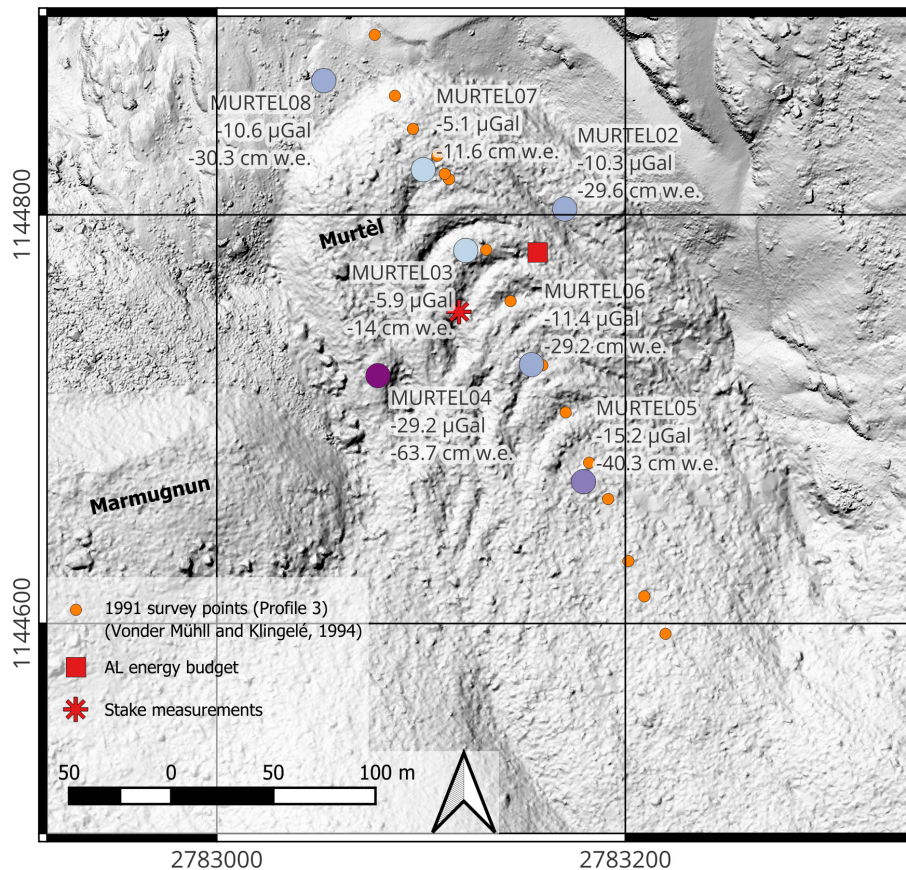 MURTEL08
-10.6 µGal
-30.3 cm w.e.
MURTEL07
-5.1 µGal
-11.6 cm w.e.
MURTEL02
-10.3 µGal
-29.6 cm w.e.
Murtèl
MURTEL03
-5.9 µGal
-14 cm w.e.
MURTEL06
-11.4 µGal
-29.2 cm w.e.
MURTEL04
-29.2 µGal
-63.7 cm w.e.
MURTEL05
-15.2 µGal
-40.3 cm w.e.
Marmugnun
1144800
1144600
1991 survey points (Profile 3)
(Vonder Mühll and Klingelé, 1994)
AL energy budget
Stake measurements
50 0 50 100 m
2783000 2783200